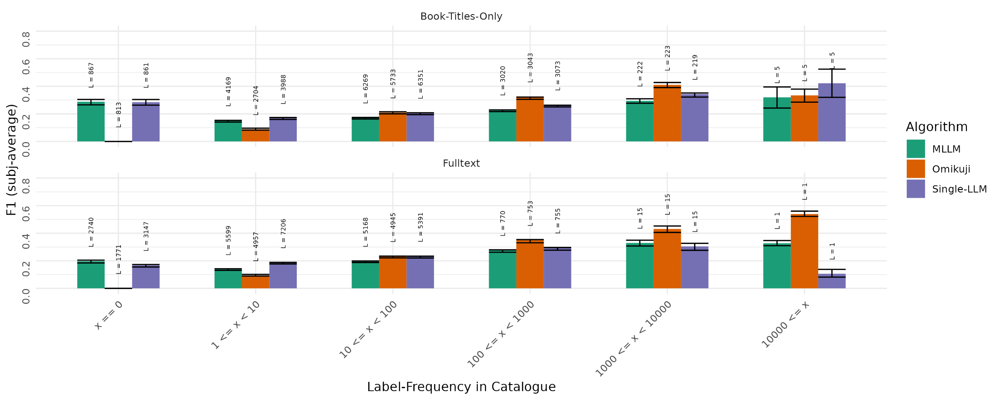 Book-Titles-Only
0.8
0.6
0.4
0.2
0.0
L = 867
L = 813
L = 861
L = 4169
L = 2704
L = 3988
L = 6269
L = 5733
L = 6351
L = 3020
L = 3043
L = 3073
L = 222
L = 223
L = 219
L = 5
L = 5
L = 5
Fulltext
0.8
0.6
0.4
0.2
0.0
L = 2740
L = 1771
L = 3147
L = 5599
L = 4957
L = 7206
L = 5168
L = 4945
L = 5391
L = 770
L = 753
L = 755
L = 15
L = 15
L = 15
L = 1
L = 1
L = 1
F1 (subj-average)
x == 0
1 <= x < 10
10 <= x < 100
100 <= x < 1000
1000 <= x < 10000
10000 <= x
Label-Frequency in Catalogue
Algorithm
MLLM
Omikuji
Single-LLM